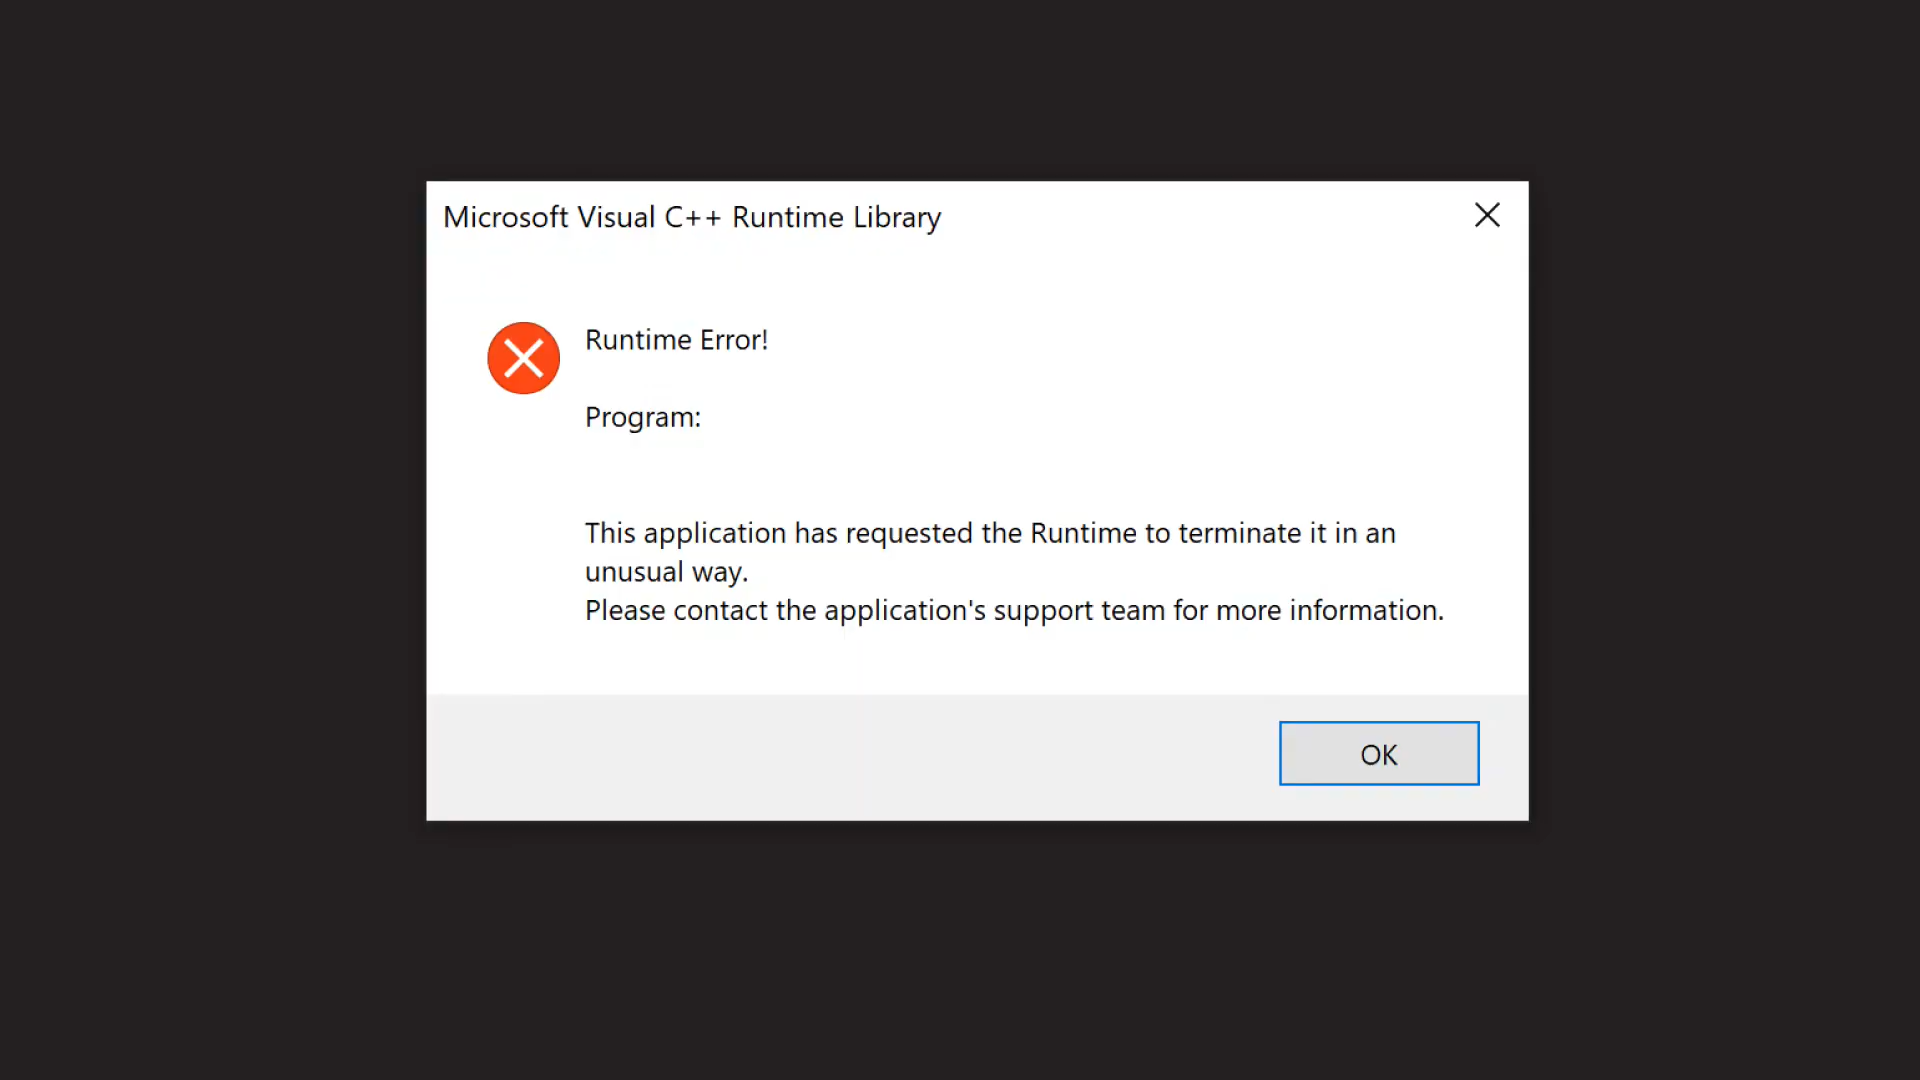 Microsoft Visual C++ Runtime Library
Runtime Error!
Program:
This application has requested the Runtime to terminate it in an
unusual way.
Please contact the application's support team for more information.
OK